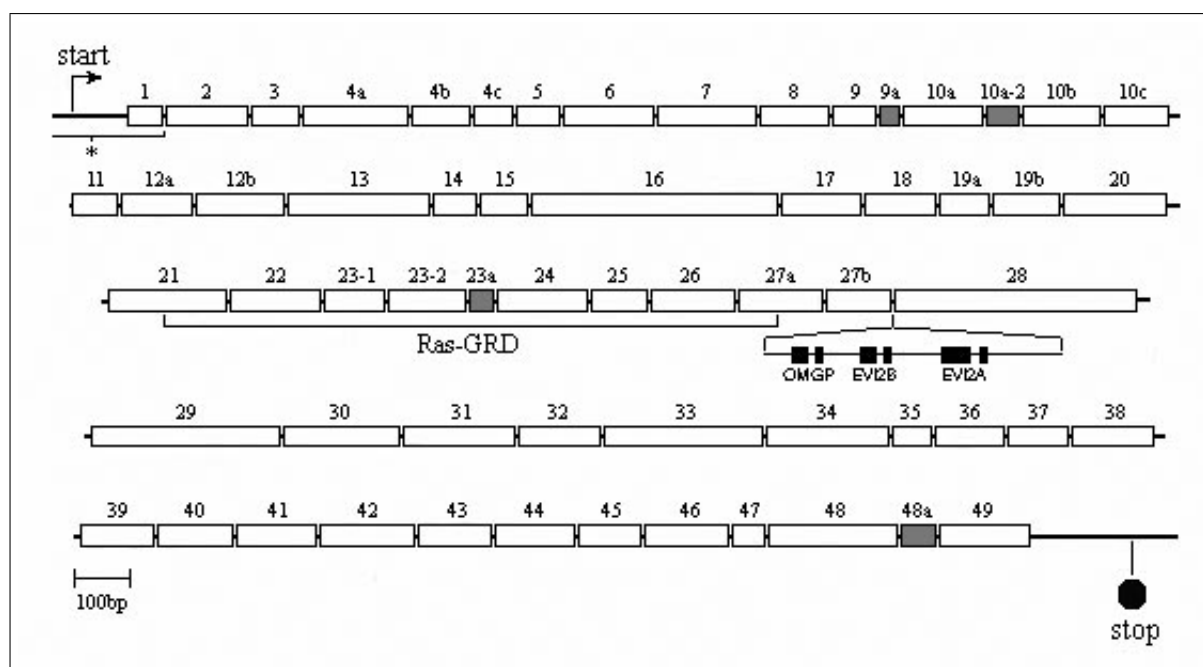 start
1 2 3 4a 4b 4c 5 6 7 8 9 9a 10a 10a-2 10b 10c
*
11 12a 12b 13 14 15 16 17 18 19a 19b 20
21 22 23-1 23-2 23a 24 25 26 27a 27b 28
Ras-GRD
OMGP EVI2B EVI2A
29 30 31 32 33 34 35 36 37 38
39 40 41 42 43 44 45 46 47 48 48a 49
100bp
stop